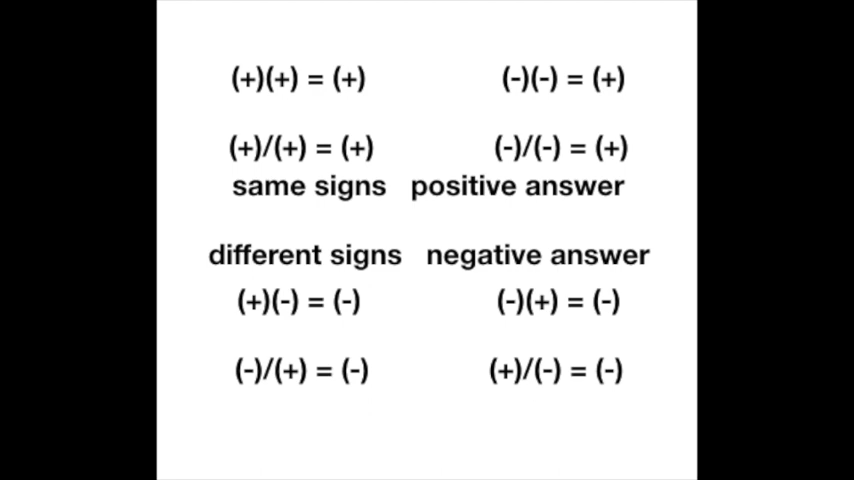 (+)(+) = (+) (-)(-) = (+)
(+)/(+) = (+) (-)/(-) = (+)
same signs positive answer
different signs negative answer
(+)(-) = (-) (-)(+) = (-)
(-)/(+) = (-) (+)/(-) = (-)